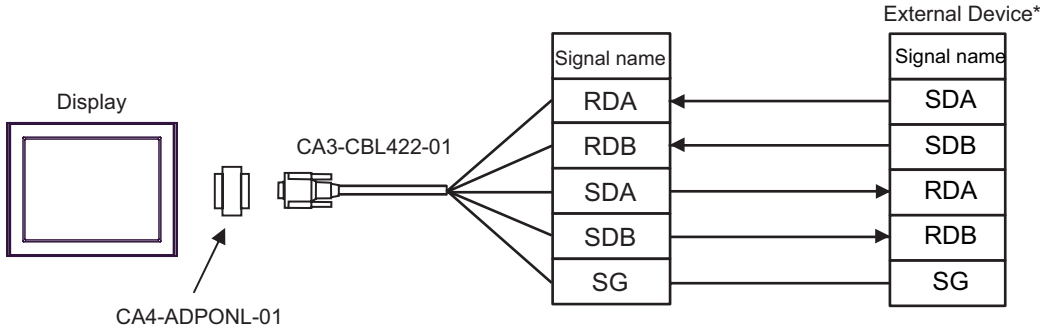 External Device*
Signal name
Signal name
RDA
SDA
Display
CA3-CBL422-01
RDB
SDB
SDA
RDA
SDB
RDB
SG
SG
CA4-ADPONL-01